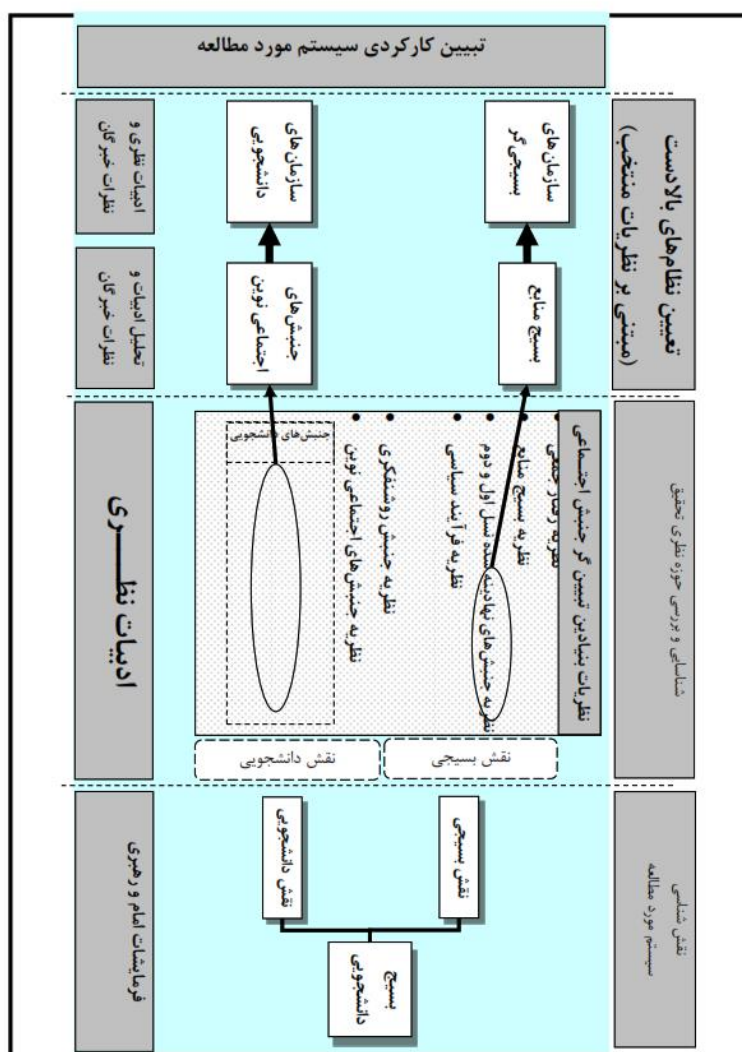 تبیین کارکردی سیستم مورد مطالعه
تعیین نظام‌های بالادست
(مبتنی بر نظریات منتخب)
سازمان‌های
بسیجی‌گر
سازمان‌های
دانشجویی
ادبیات نظری و
نظرات خبرگان
بسیج منابع
جنبش‌های
اجتماعی نوین
تحلیل ادبیات و
نظرات خبرگان
شناسایی و بررسی حوزه نظری تحقیق
نظریات بنیادین تبیین گر جنبش اجتماعی
نظریه رفتار جمعی
نظریه بسیج منابع
نظریه جنبش‌های نهادینه شده نسل اول و دوم
نظریه فرآیند سیاسی
نظریه جنبش روشنفکری
نظریه جنبش‌های اجتماعی نوین
جنبش‌های دانشجویی
ادبیات نظری
نقش بسیجی
نقش دانشجویی
نقش شناسی
سیستم مورد مطالعه
نقش بسیجی
نقش دانشجویی
بسیج
دانشجویی
فرمایشات امام و رهبری